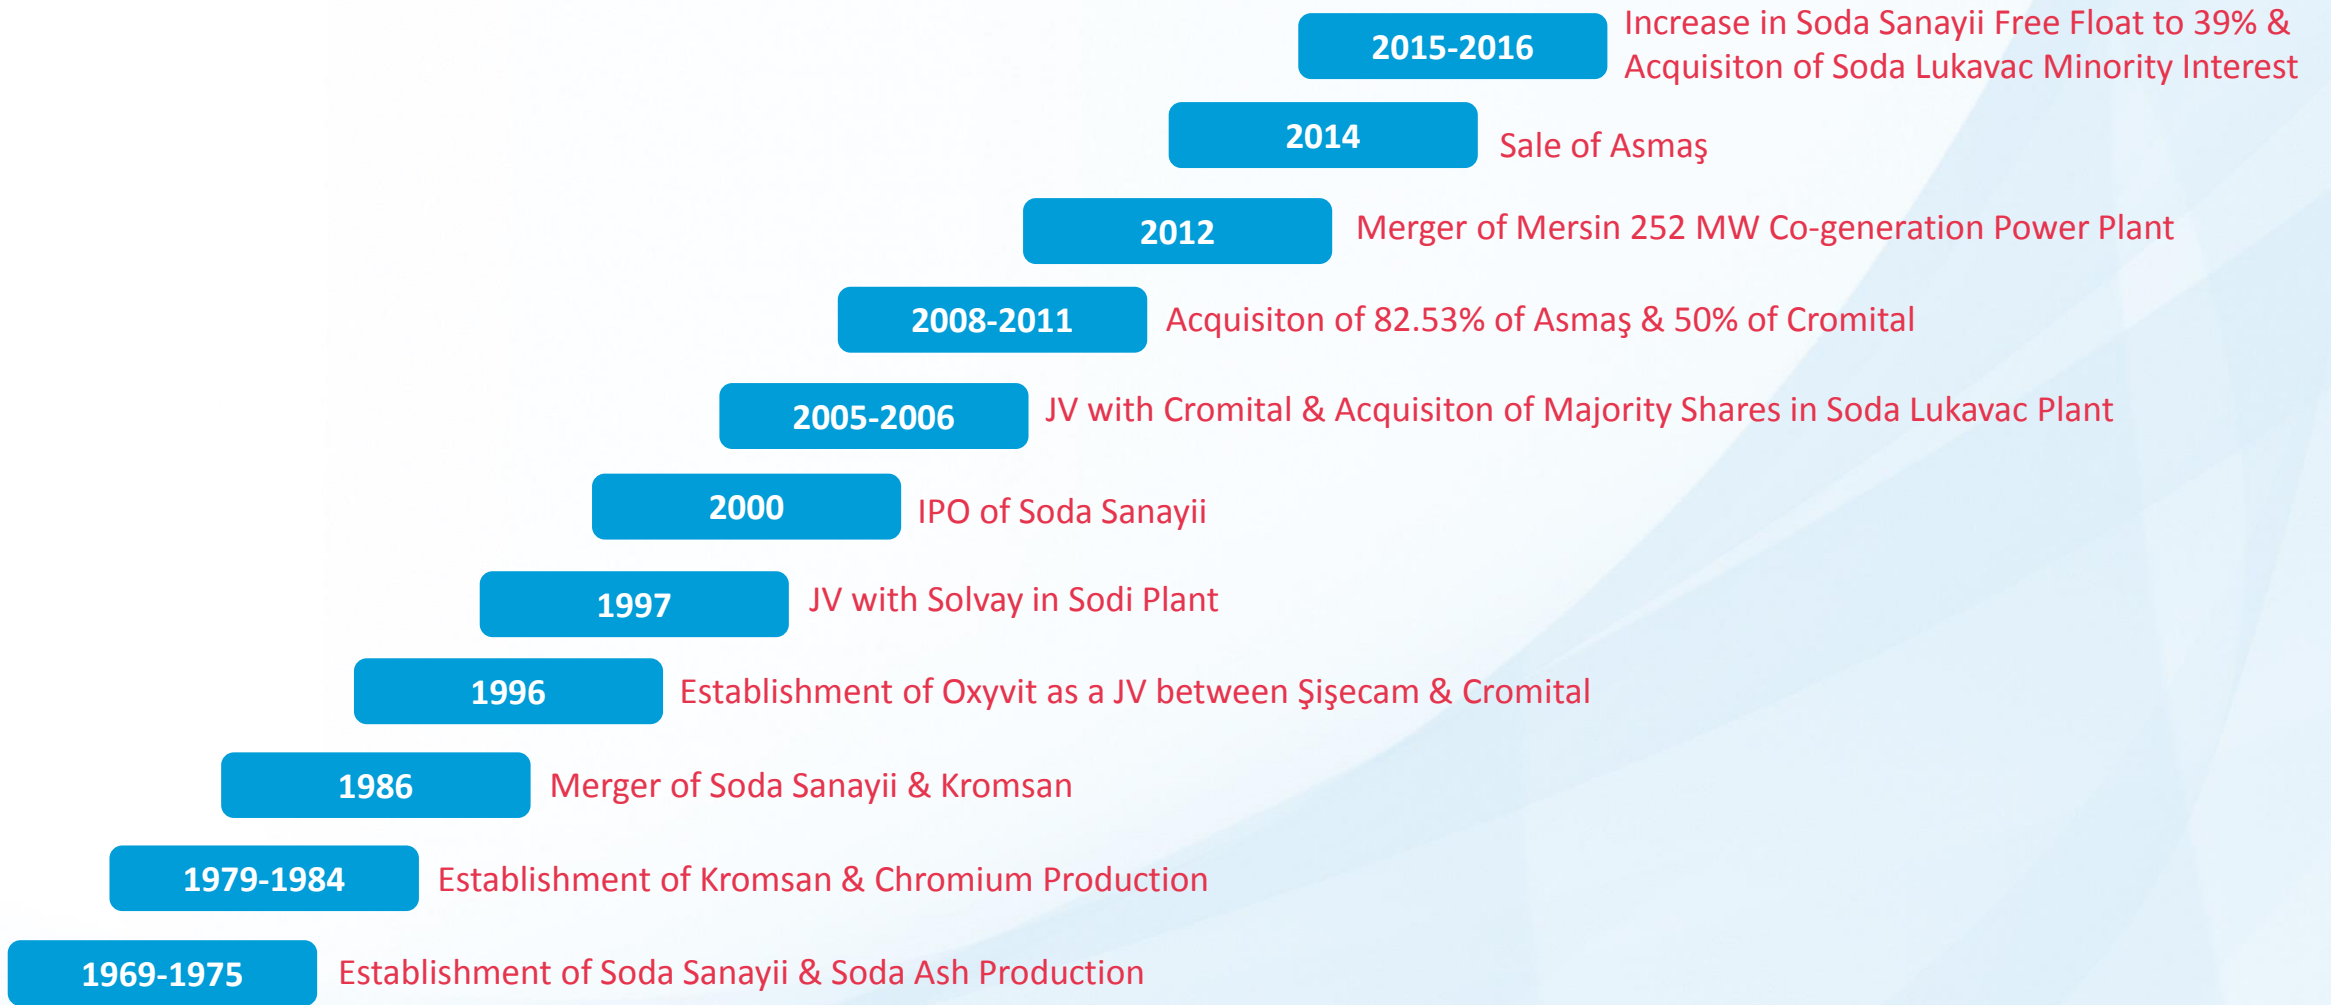 2015-2016
Increase in Soda Sanayii Free Float to 39% &
Acquisiton of Soda Lukavac Minority Interest
2014
Sale of Asmaş
2012
Merger of Mersin 252 MW Co-generation Power Plant
2008-2011
Acquisiton of 82.53% of Asmaş & 50% of Cromital
2005-2006
JV with Cromital & Acquisiton of Majority Shares in Soda Lukavac Plant
2000
IPO of Soda Sanayii
1997
JV with Solvay in Sodi Plant
1996
Establishment of Oxyvit as a JV between Şişecam & Cromital
1986
Merger of Soda Sanayii & Kromsan
1979-1984
Establishment of Kromsan & Chromium Production
1969-1975
Establishment of Soda Sanayii & Soda Ash Production